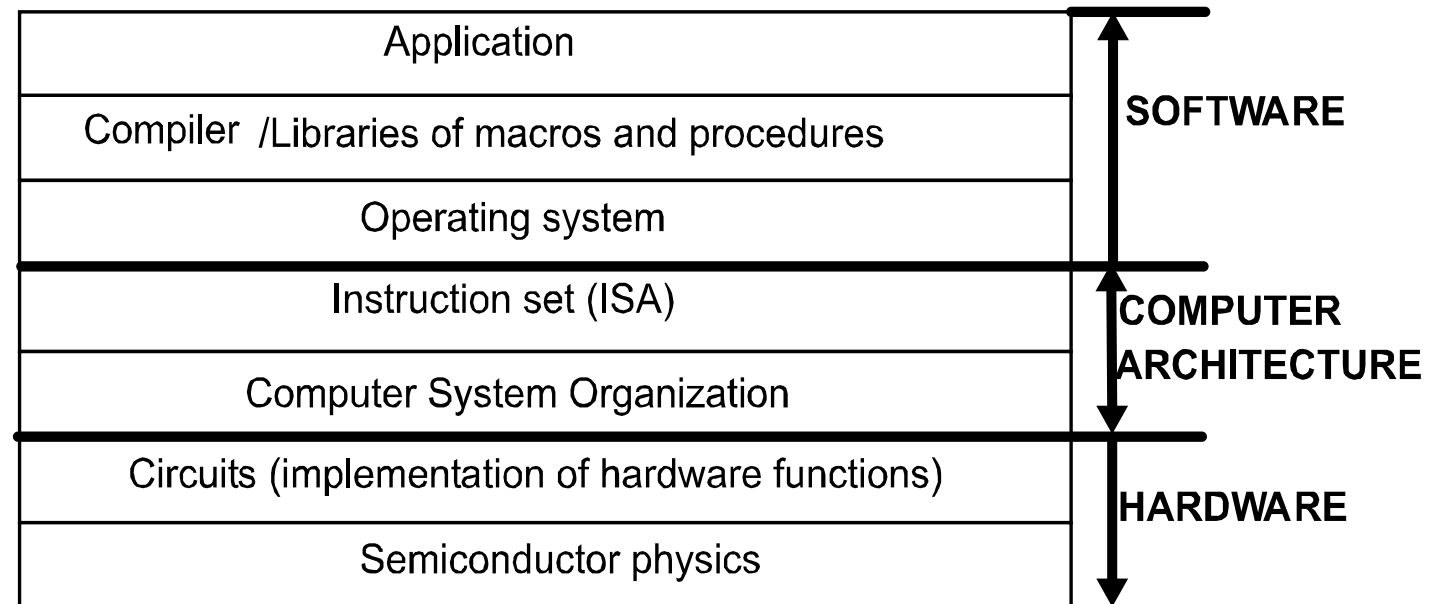 Application
SOFTWARE
Compiler /Libraries of macros and procedures
Operating system
Instruction set (ISA)
COMPUTER
ARCHITECTURE
Computer System Organization
Circuits (implementation of hardware functions)
HARDWARE
Semiconductor physics